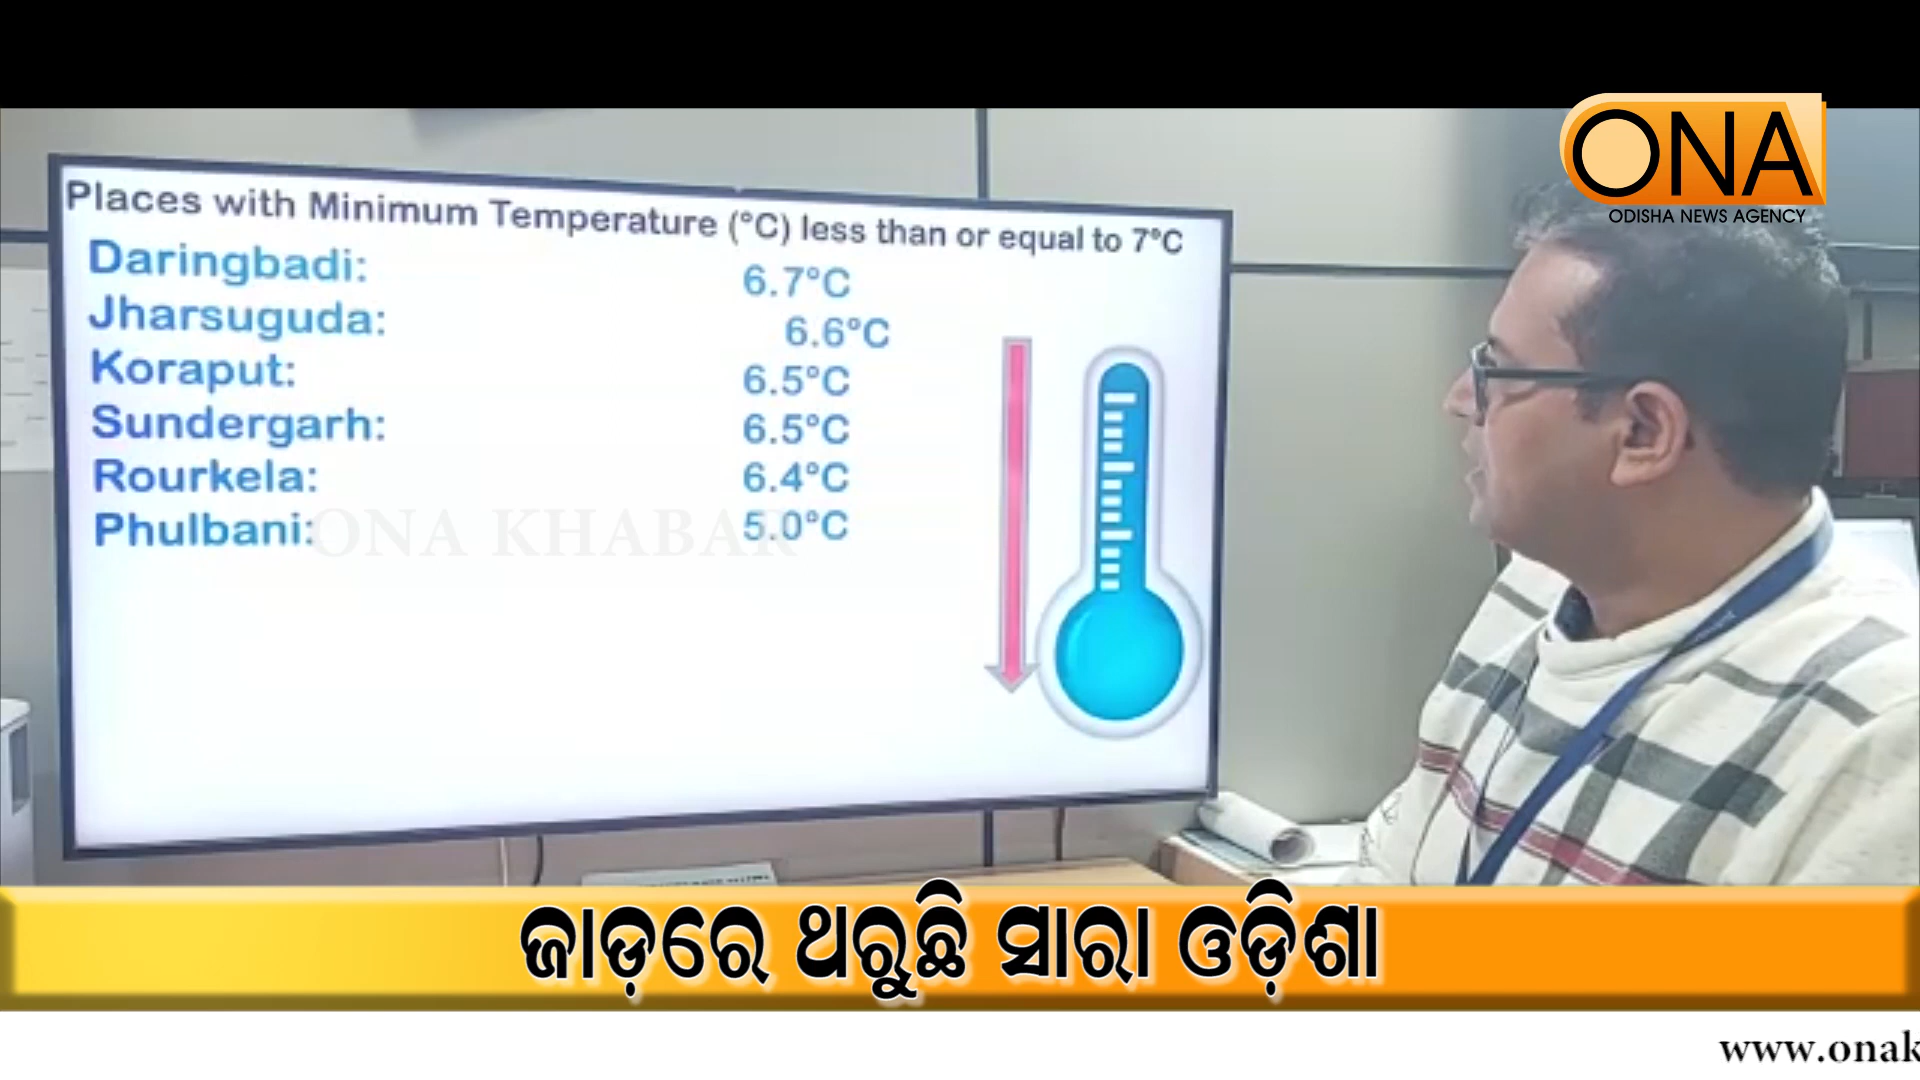 ONA
ODISHA NEWS AGENCY
Places with Minimum Temperature (°C) less than or equal to 7°C
Daringbadi: 6.7°C
Jharsuguda: 6.6°C
Koraput: 6.5°C
Sundergarh: 6.5°C
Rourkela: 6.4°C
Phulbani: 5.0°C
ONA KHABAR
ଜାଡ଼ରେ ଥରୁଛି ସାରା ଓଡ଼ିଶା
www.onak